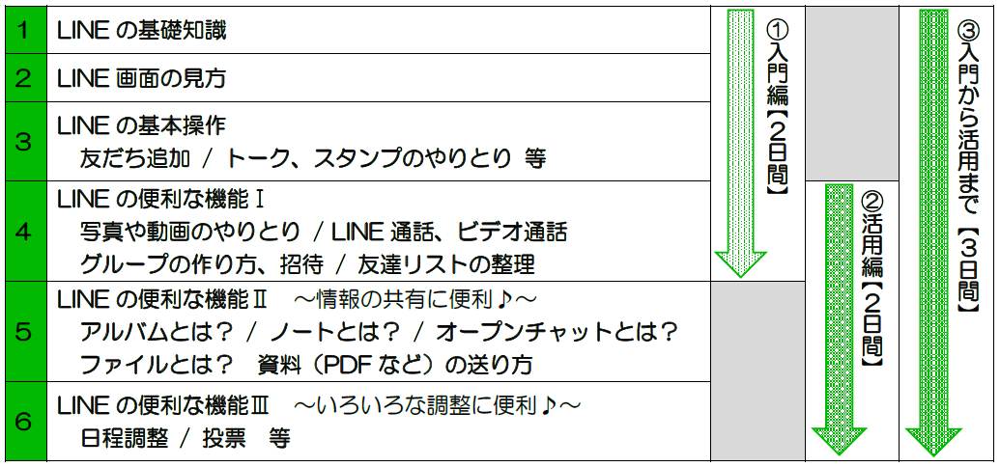 1 LINE の基礎知識
2 LINE 画面の見方
3 LINE の基本操作
友だち追加 / トーク、スタンプのやりとり 等
4 LINE の便利な機能Ⅰ
写真や動画のやりとり / LINE 通話、ビデオ通話
グループの作り方、招待 / 友達リストの整理
5 LINE の便利な機能Ⅱ ～情報の共有に便利♪～
アルバムとは？ / ノートとは？ / オープンチャットとは？
ファイルとは？ 資料（PDF など）の送り方
6 LINE の便利な機能Ⅲ ～いろいろな調整に便利♪～
日程調整 / 投票 等
①入門編【２日間】
②活用編【２日間】
③入門から活用まで【３日間】